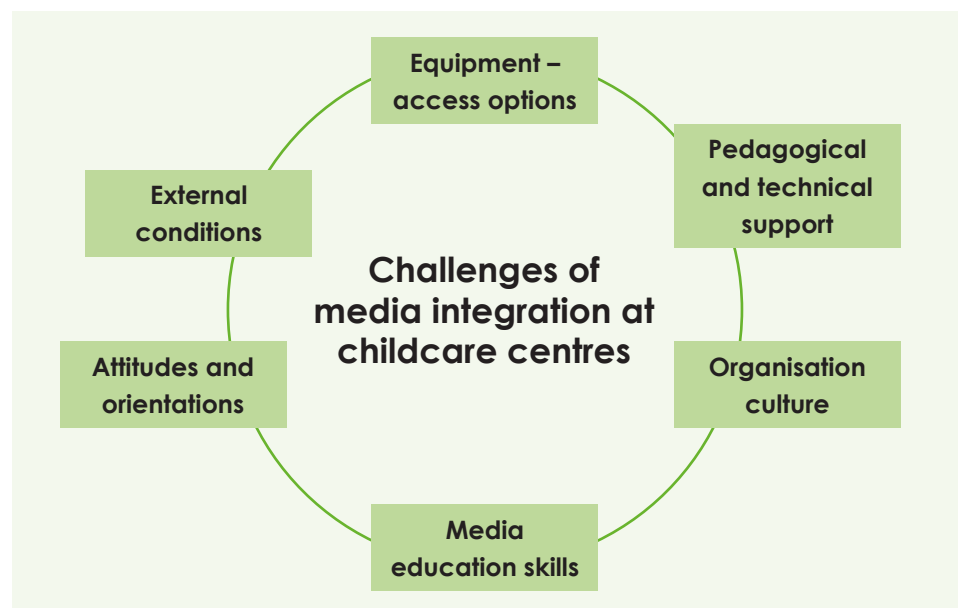 Equipment –
access options
Pedagogical
and technical
support
External
conditions
Challenges of
media integration at
childcare centres
Attitudes and
orientations
Organisation
culture
Media
education skills